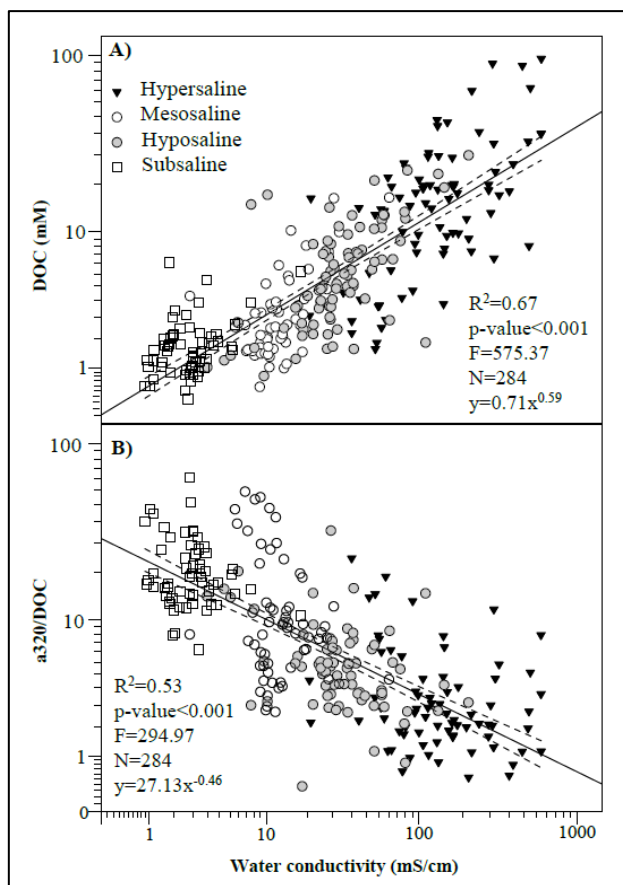 A)
Hypersaline
Mesosaline
Hyposaline
Subsaline
100
10
1
DOC (mM)
R²=0.67
p-value<0.001
F=575.37
N=284
y=0.71x^0.59
B)
100
10
1
0
a320/DOC
R²=0.53
p-value<0.001
F=294.97
N=284
y=27.13x^-0.46
1 10 100 1000
Water conductivity (mS/cm)